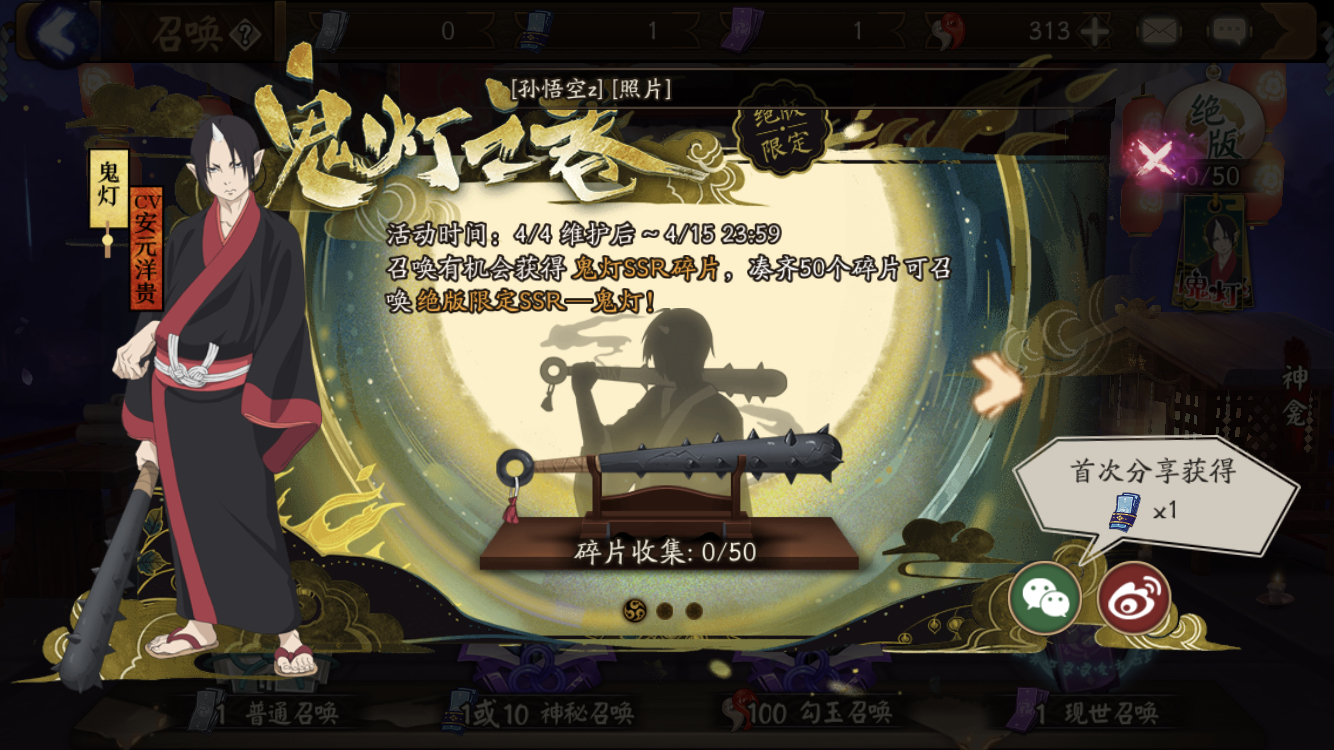 召唤?
0
1
1
313
[孙悟空z] [照片]
鬼灯之卷
绝版
限定
绝版
0/50
鬼灯
鬼灯
CV安元洋贵
活动时间：4/4 维护后~4/15 23:59
召唤有机会获得 鬼灯SSR碎片，凑齐50个碎片可召
唤 绝版限定SSR—鬼灯！
神龛
首次分享获得
x1
碎片收集: 0/50
1 普通召唤
1或10 神秘召唤
100 勾玉召唤
1 现世召唤